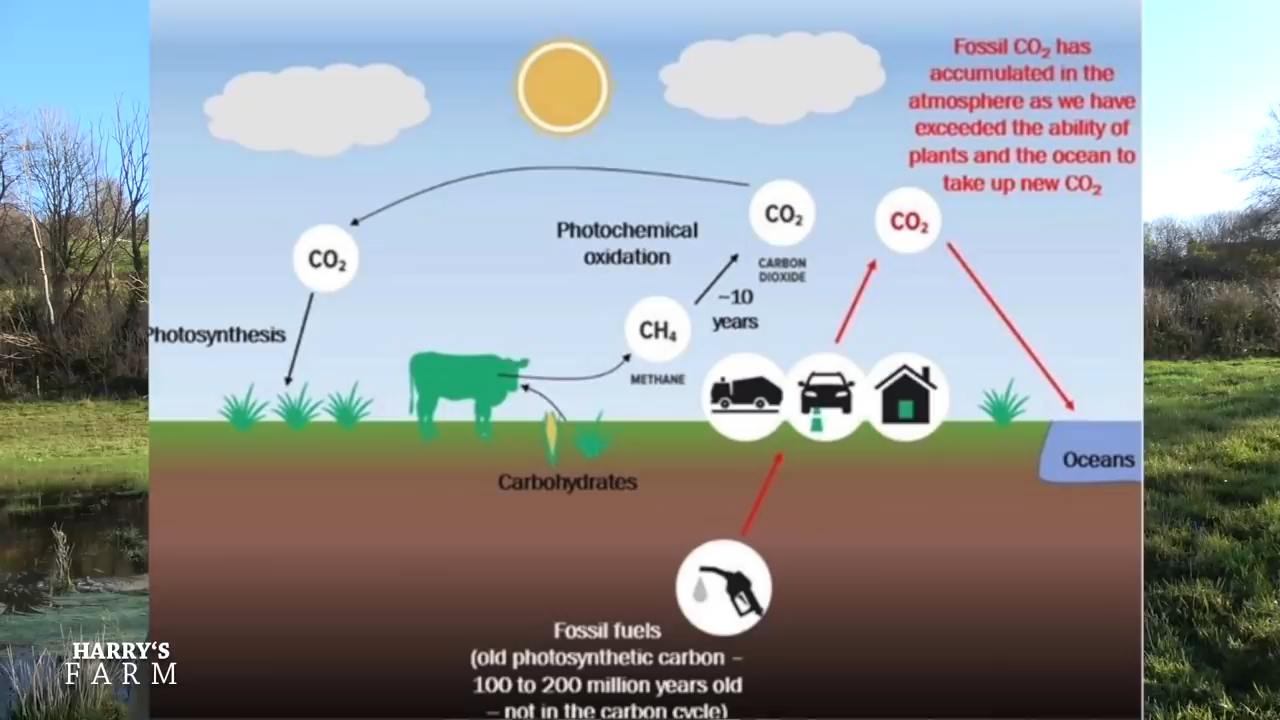 Fossil CO₂ has
accumulated in the
atmosphere as we have
exceeded the ability of
plants and the ocean to
take up new CO₂
CO₂
CO₂
CARBON
DIOXIDE
Photochemical
oxidation
CO₂
~10
years
CH₄
METHANE
Photosynthesis
Carbohydrates
Oceans
Fossil fuels
(old photosynthetic carbon –
100 to 200 million years old
– not in the carbon cycle)
HARRY'S
FARM